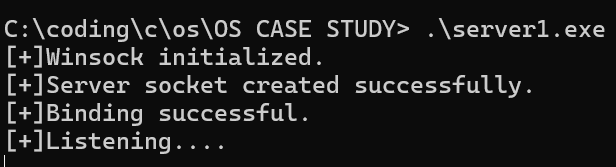 C:\coding\c\os\OS CASE STUDY> .\server1.exe
[+]Winsock initialized.
[+]Server socket created successfully.
[+]Binding successful.
[+]Listening....